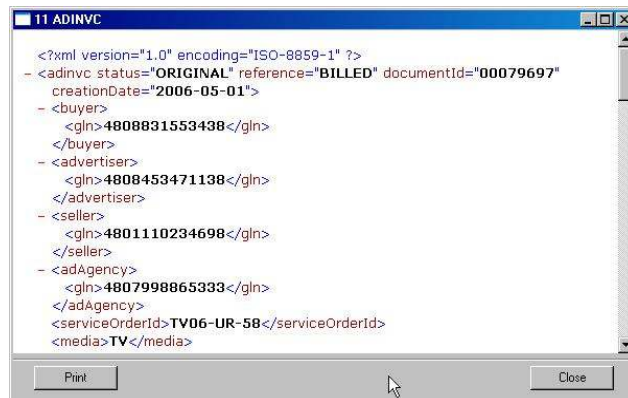 11 ADINVC
<?xml version="1.0" encoding="ISO-8859-1" ?>
- <adinvc status="ORIGINAL" reference="BILLED" documentId="00079697"
creationDate="2006-05-01">
- <buyer>
<gln>4808831553438</gln>
</buyer>
- <advertiser>
<gln>4808453471138</gln>
</advertiser>
- <seller>
<gln>4801110234698</gln>
</seller>
- <adAgency>
<gln>4807998865333</gln>
</adAgency>
<serviceOrderId>TV06-UR-58</serviceOrderId>
<media>TV</media>
Print Close